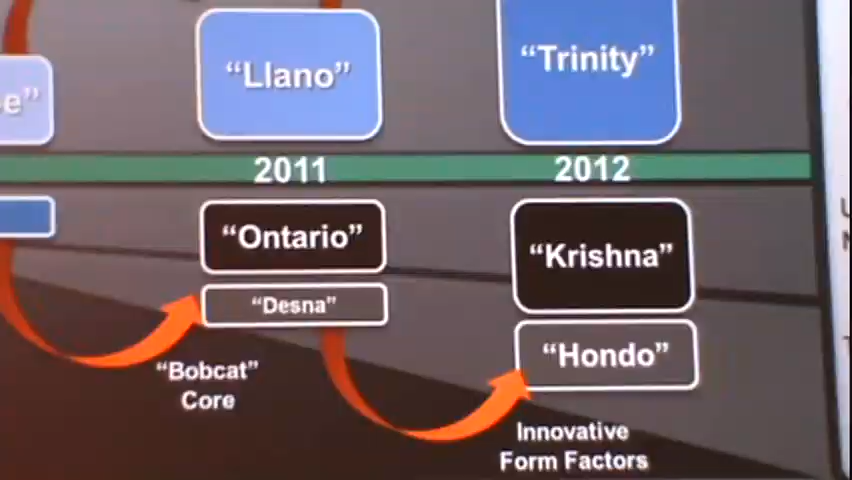 “Llano”
“Trinity”
2011
2012
“Ontario”
“Krishna”
“Desna”
“Hondo”
“Bobcat”
Core
Innovative
Form Factors